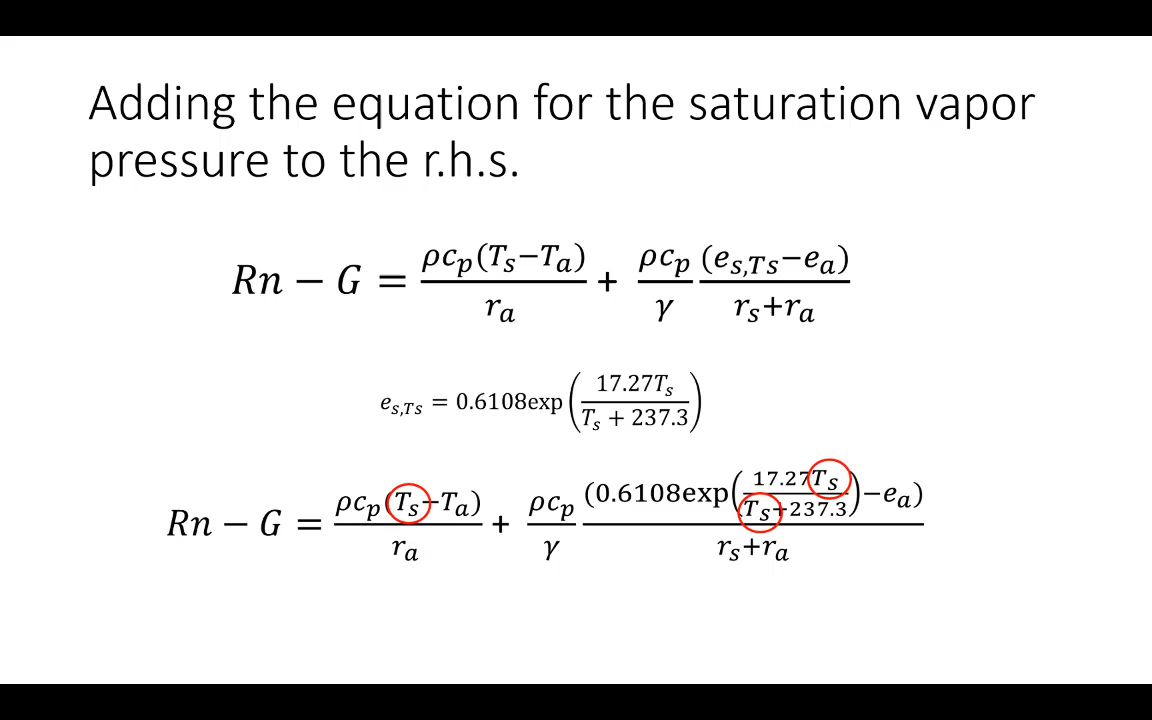 Adding the equation for the saturation vapor
pressure to the r.h.s.
Rn − G = ρc_p(T_s−T_a)/r_a + ρc_p/γ (e_{s,Ts}−e_a)/(r_s+r_a)
e_{s,Ts} = 0.6108exp(17.27T_s/(T_s + 237.3))
Rn − G = ρc_p(T_s−T_a)/r_a + ρc_p/γ (0.6108exp(17.27T_s/(T_s+237.3))−e_a)/(r_s+r_a)